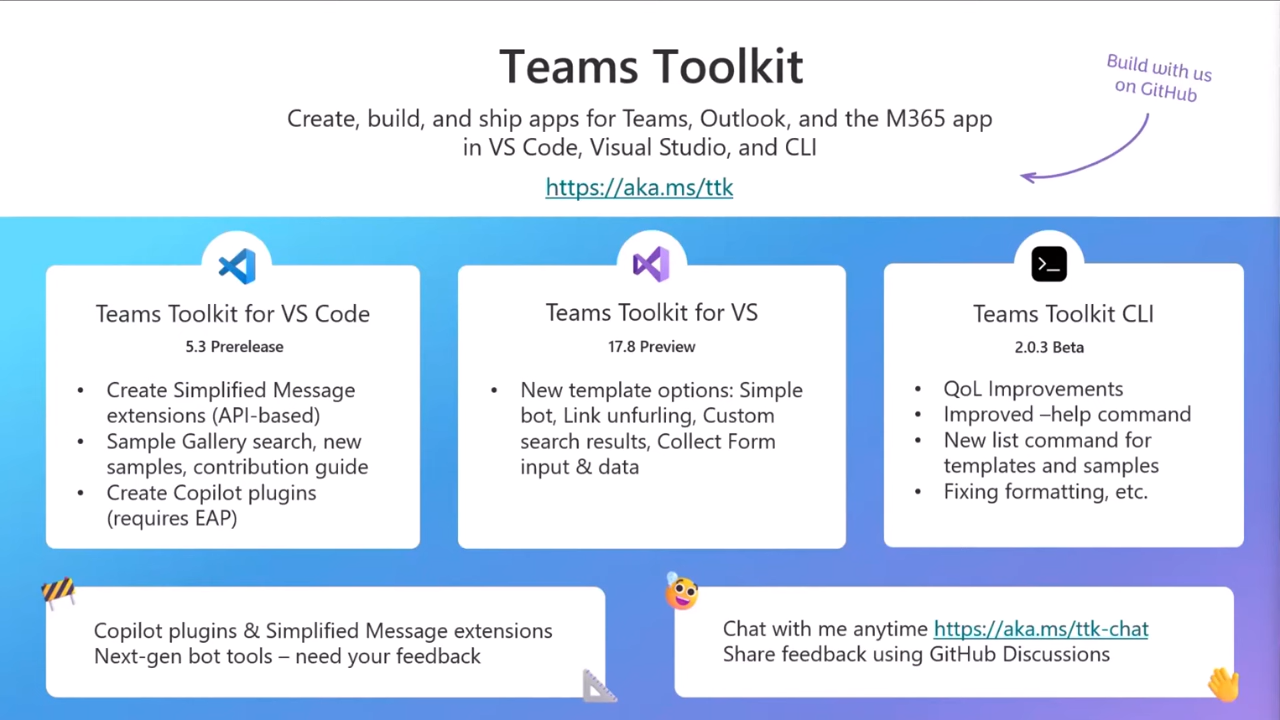 Teams Toolkit
Build with us
on GitHub
Create, build, and ship apps for Teams, Outlook, and the M365 app
in VS Code, Visual Studio, and CLI
https://aka.ms/ttk
Teams Toolkit for VS Code
5.3 Prerelease
• Create Simplified Message
extensions (API-based)
• Sample Gallery search, new
samples, contribution guide
• Create Copilot plugins
(requires EAP)
Teams Toolkit for VS
17.8 Preview
• New template options: Simple
bot, Link unfurling, Custom
search results, Collect Form
input & data
Teams Toolkit CLI
2.0.3 Beta
• QoL Improvements
• Improved –help command
• New list command for
templates and samples
• Fixing formatting, etc.
Copilot plugins & Simplified Message extensions
Next-gen bot tools – need your feedback
Chat with me anytime https://aka.ms/ttk-chat
Share feedback using GitHub Discussions